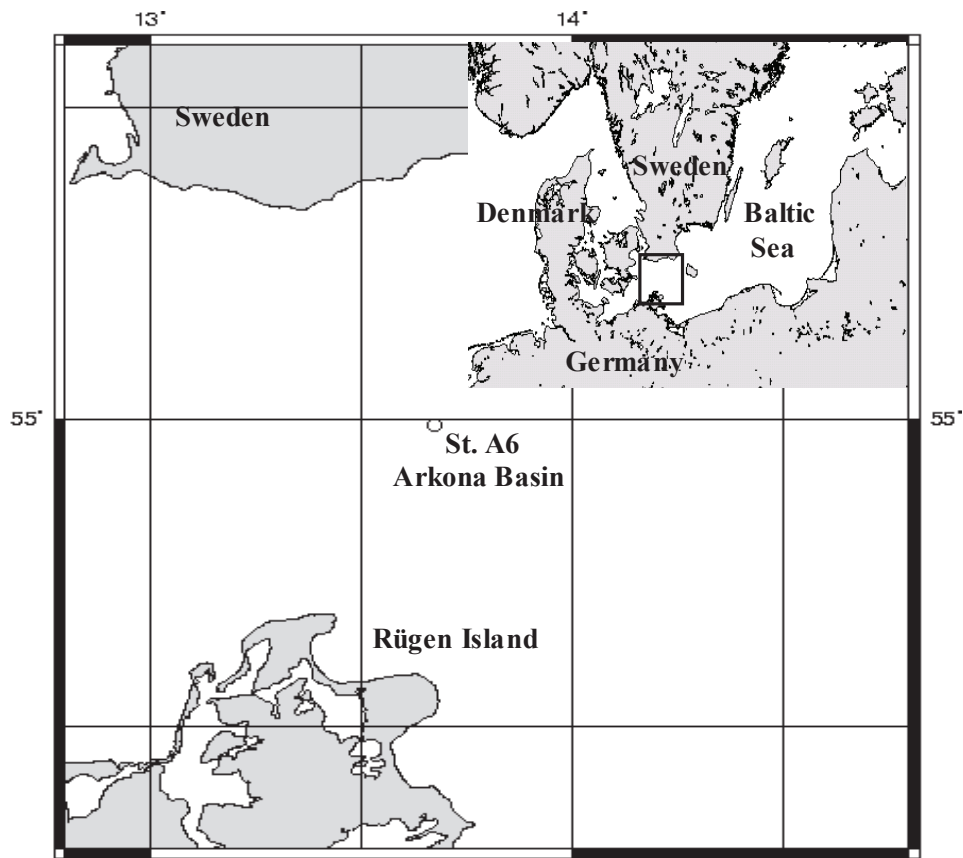 13°
14°
Sweden
Sweden
Denmark
Baltic
Sea
Germany
55°
55°
St. A6
Arkona Basin
Rügen Island